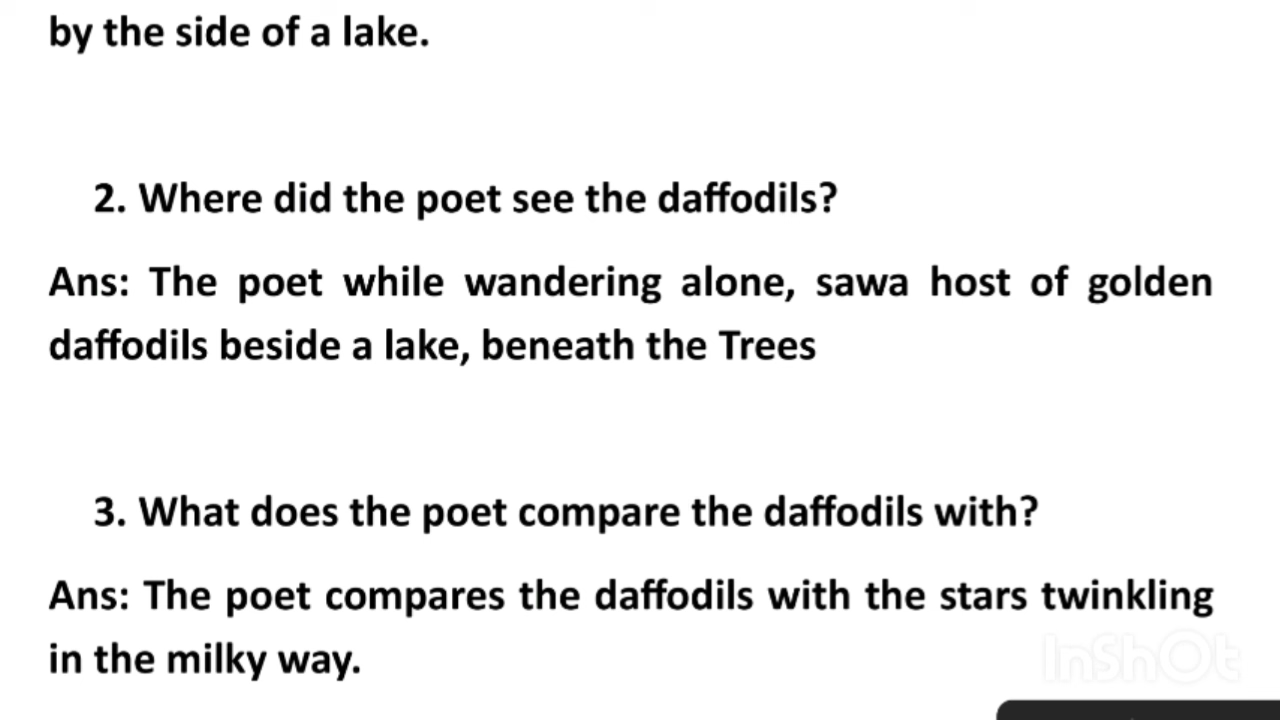 by the side of a lake.
2. Where did the poet see the daffodils?
Ans: The poet while wandering alone, sawa host of golden
daffodils beside a lake, beneath the Trees
3. What does the poet compare the daffodils with?
Ans: The poet compares the daffodils with the stars twinkling
in the milky way.
InShOt